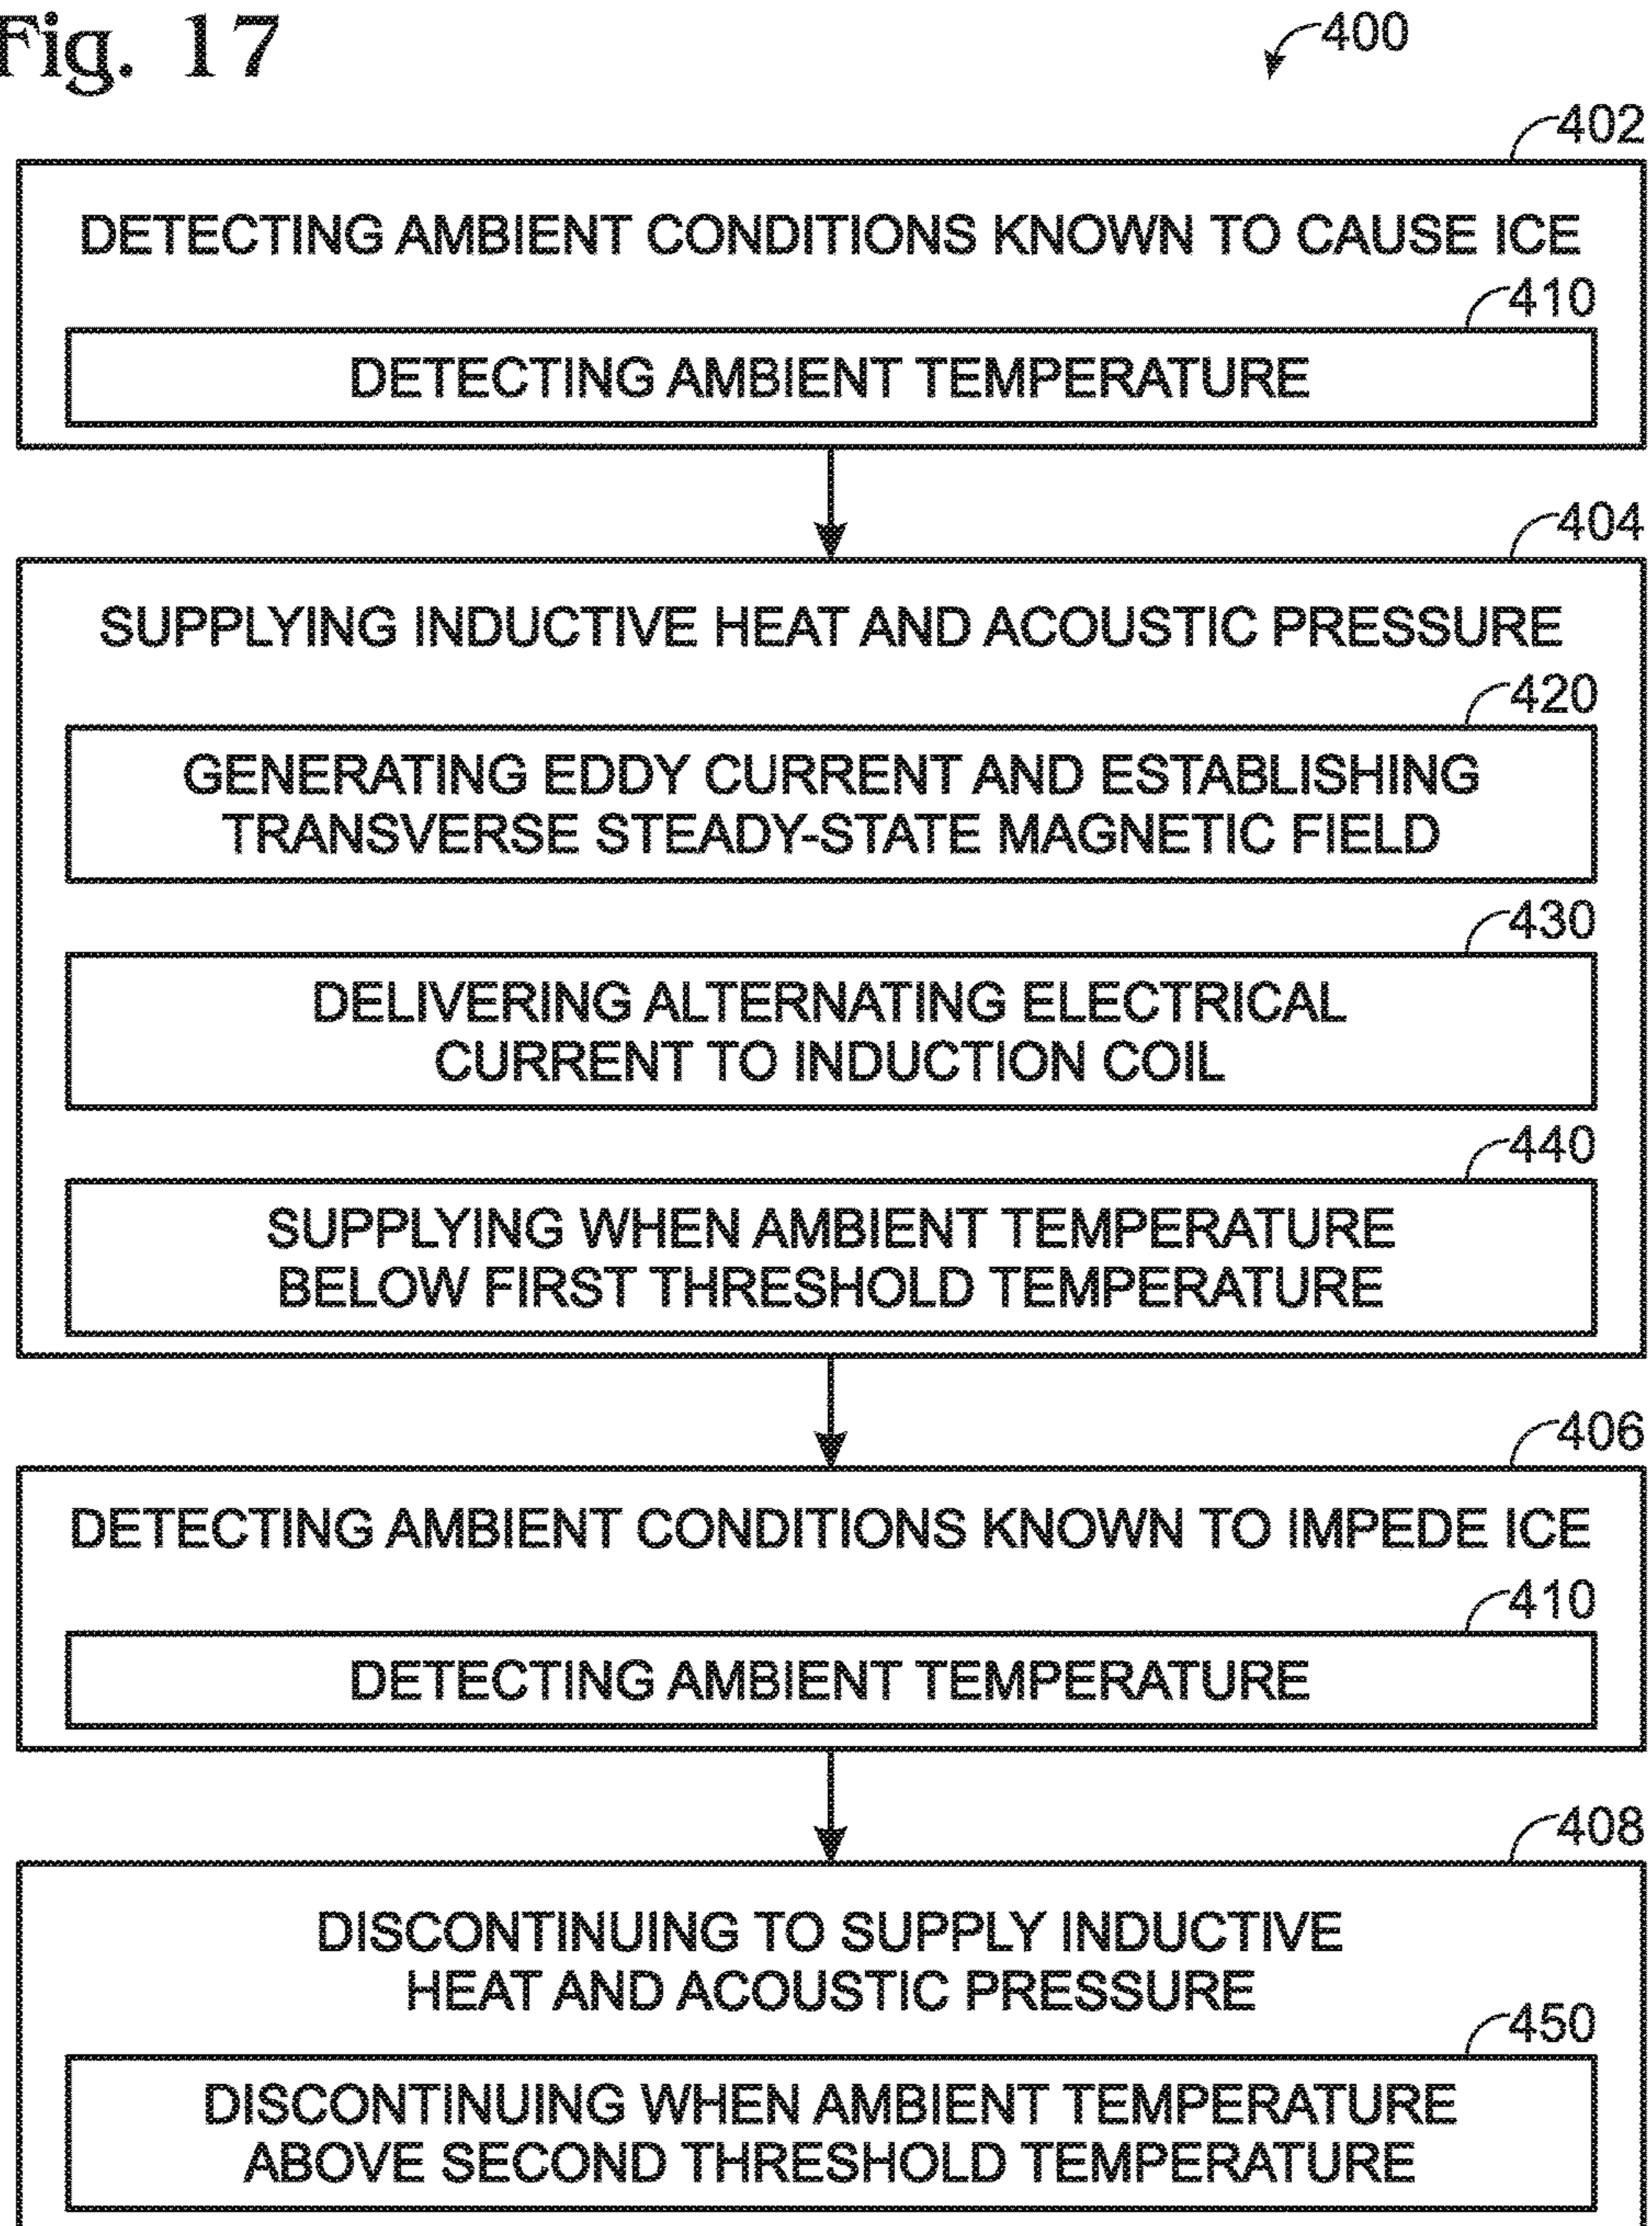 Fig. 17
400
402
DETECTING AMBIENT CONDITIONS KNOWN TO CAUSE ICE
410
DETECTING AMBIENT TEMPERATURE
404
SUPPLYING INDUCTIVE HEAT AND ACOUSTIC PRESSURE
420
GENERATING EDDY CURRENT AND ESTABLISHING
TRANSVERSE STEADY-STATE MAGNETIC FIELD
430
DELIVERING ALTERNATING ELECTRICAL
CURRENT TO INDUCTION COIL
440
SUPPLYING WHEN AMBIENT TEMPERATURE
BELOW FIRST THRESHOLD TEMPERATURE
406
DETECTING AMBIENT CONDITIONS KNOWN TO IMPEDE ICE
410
DETECTING AMBIENT TEMPERATURE
408
DISCONTINUING TO SUPPLY INDUCTIVE
HEAT AND ACOUSTIC PRESSURE
450
DISCONTINUING WHEN AMBIENT TEMPERATURE
ABOVE SECOND THRESHOLD TEMPERATURE